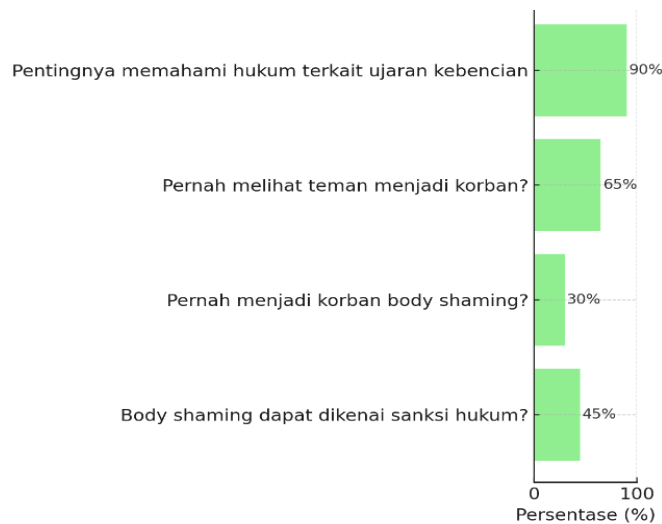 Pentingnya memahami hukum terkait ujaran kebencian
90%
Pernah melihat teman menjadi korban?
65%
Pernah menjadi korban body shaming?
30%
Body shaming dapat dikenai sanksi hukum?
45%
0 100
Persentase (%)